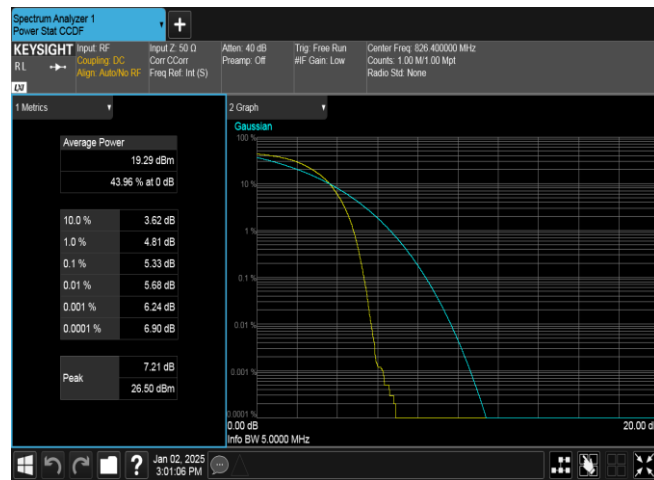 Spectrum Analyzer 1
Power Stat CCDF
+
KEYSIGHT
RL
LXI
Input: RF
Coupling: DC
Align: Auto/No RF
Input Z: 50 Ω
Corr CCorr
Freq Ref: Int (S)
Atten: 40 dB
Preamp: Off
Trig: Free Run
#IF Gain: Low
Center Freq: 826.400000 MHz
Counts: 1.00 M/1.00 Mpt
Radio Std: None
1 Metrics
Average Power
19.29 dBm
43.96 % at 0 dB
10.0 % 3.62 dB
1.0 % 4.81 dB
0.1 % 5.33 dB
0.01 % 5.68 dB
0.001 % 6.24 dB
0.0001 % 6.90 dB
Peak
7.21 dB
26.50 dBm
2 Graph
Gaussian
100 %
10 %
1 %
0.1 %
0.01 %
0.001 %
0.0001 %
0.00 dB 20.00 d
Info BW 5.0000 MHz
?
Jan 02, 2025
3:01:06 PM